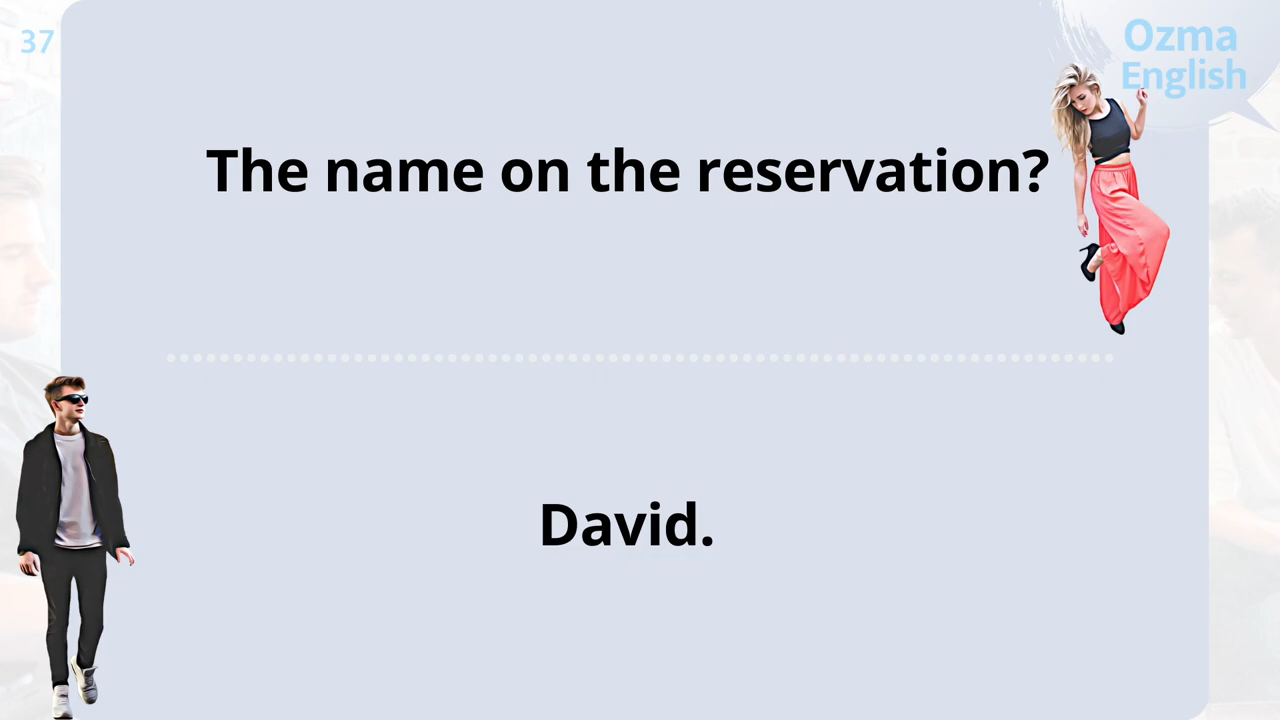 37
Ozma
English
The name on the reservation?
David.